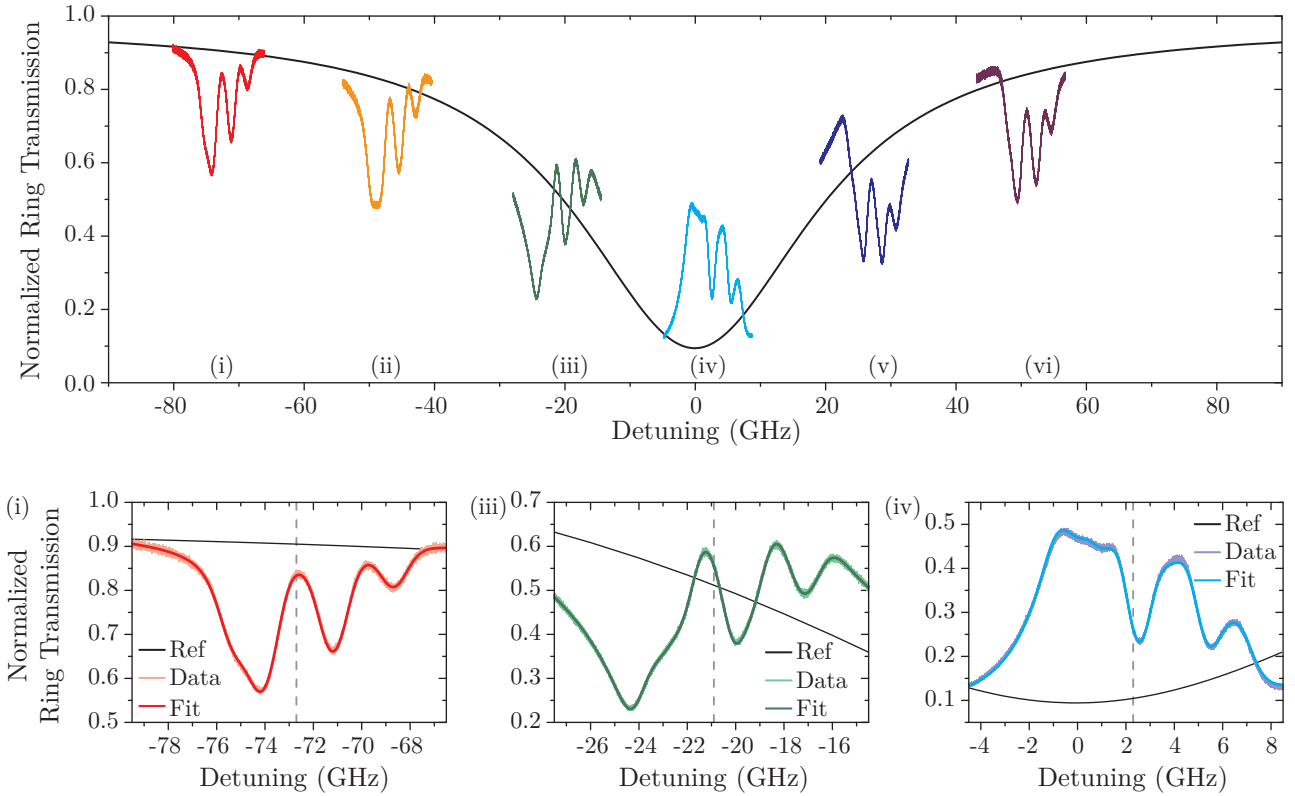 Normalized Ring Transmission
1.0
0.8
0.6
0.4
0.2
0.0
(i)
(ii)
(iii)
(iv)
(v)
(vi)
-80
-60
-40
-20
0
20
40
60
80
Detuning (GHz)
(i)
Normalized
Ring Transmission
1.0
0.9
0.8
0.7
0.6
0.5
Ref
Data
Fit
-78
-76
-74
-72
-70
-68
Detuning (GHz)
(iii)
0.7
0.6
0.5
0.4
0.3
0.2
Ref
Data
Fit
-26
-24
-22
-20
-18
-16
Detuning (GHz)
(iv)
0.5
0.4
0.3
0.2
0.1
Ref
Data
Fit
-4
-2
0
2
4
6
8
Detuning (GHz)